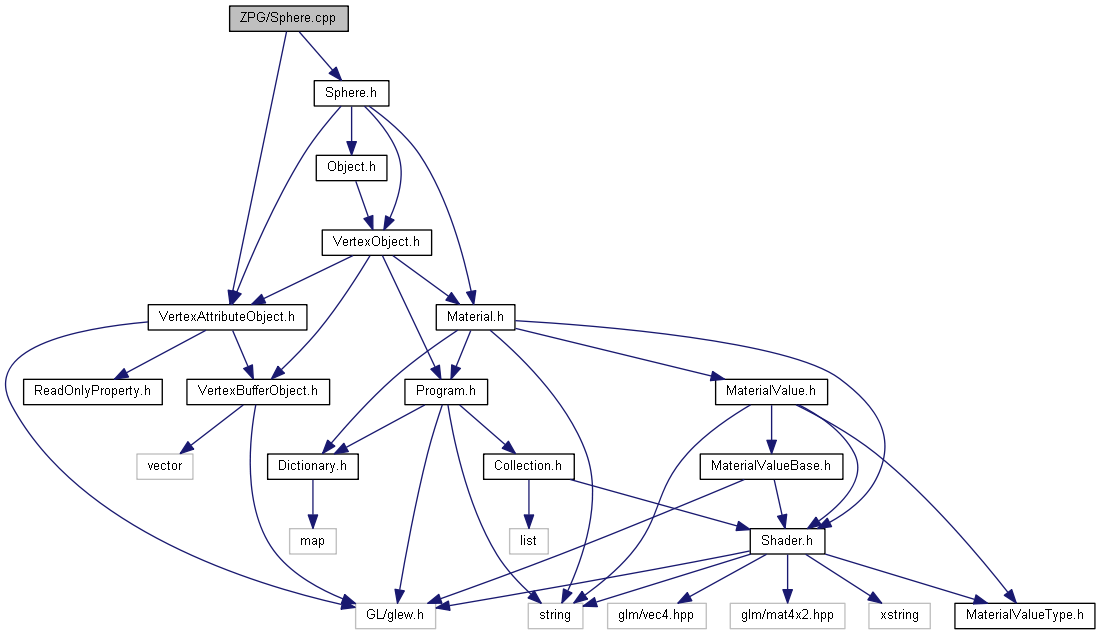 ZPG/Sphere.cpp
Sphere.h
Object.h
VertexObject.h
VertexAttributeObject.h
Material.h
ReadOnlyProperty.h
VertexBufferObject.h
Program.h
MaterialValue.h
vector
Dictionary.h
Collection.h
MaterialValueBase.h
map
list
Shader.h
GL/glew.h
string
glm/vec4.hpp
glm/mat4x2.hpp
xstring
MaterialValueType.h